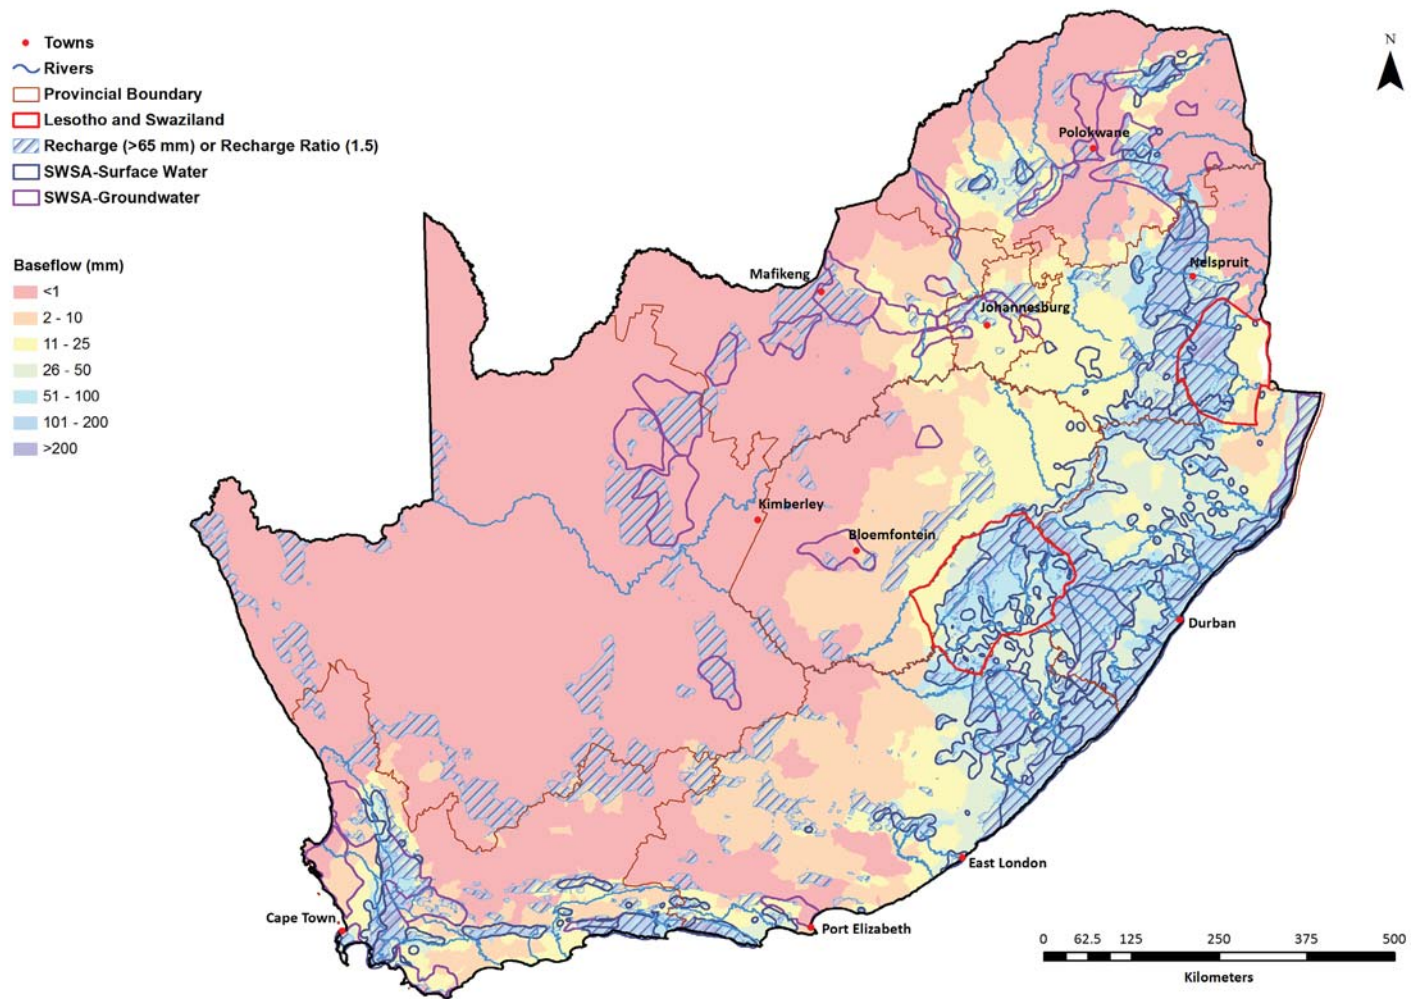 Towns
Rivers
Provincial Boundary
Lesotho and Swaziland
Recharge (>65 mm) or Recharge Ratio (1.5)
SWSA-Surface Water
SWSA-Groundwater
Baseflow (mm)
<1
2 - 10
11 - 25
26 - 50
51 - 100
101 - 200
>200
N
Polokwane
Nelspruit
Mafikeng
Johannesburg
Kimberley
Bloemfontein
Durban
East London
Cape Town
Port Elizabeth
0 62.5 125 250 375 500
Kilometers